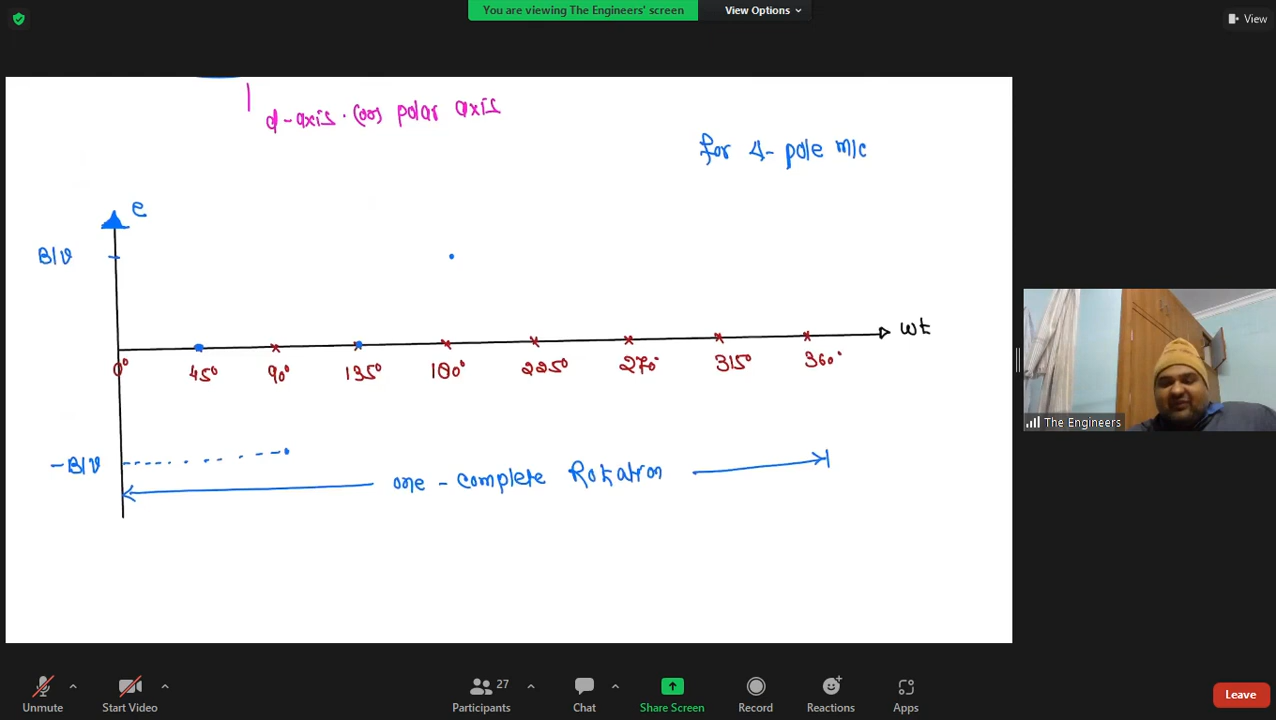 You are viewing The Engineers' screen
View Options
View
d-axis. (or) polar axis
for 4-pole m/c
e
Blv
ωt
0°
45°
90°
135°
180°
225°
270°
315°
360°
-Blv
one - complete Rotation
The Engineers
Unmute
Start Video
27
Participants
Chat
Share Screen
Record
Reactions
Apps
Leave